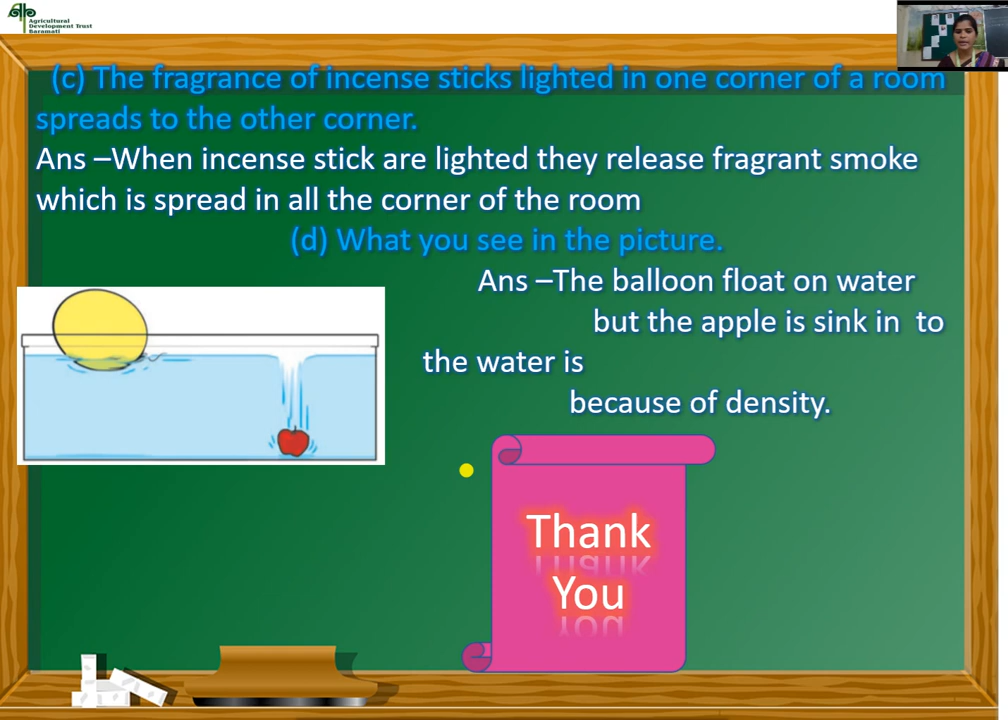 Agricultural
Development Trust
Baramati
(c) The fragrance of incense sticks lighted in one corner of a room
spreads to the other corner.
Ans –When incense stick are lighted they release fragrant smoke
which is spread in all the corner of the room
(d) What you see in the picture.
Ans –The balloon float on water
but the apple is sink in to
the water is
because of density.
Thank
You